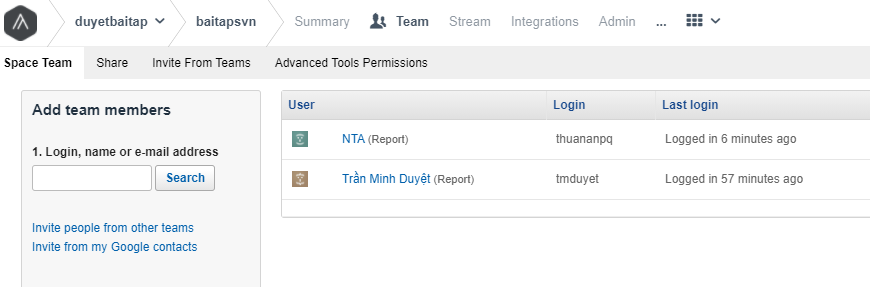 duyetbaitap baitapsvn Summary Team Stream Integrations Admin ...
Space Team Share Invite From Teams Advanced Tools Permissions
Add team members
1. Login, name or e-mail address
Search
Invite people from other teams
Invite from my Google contacts
User Login Last login
NTA (Report) thuananpq Logged in 6 minutes ago
Trần Minh Duyệt (Report) tmduyet Logged in 57 minutes ago